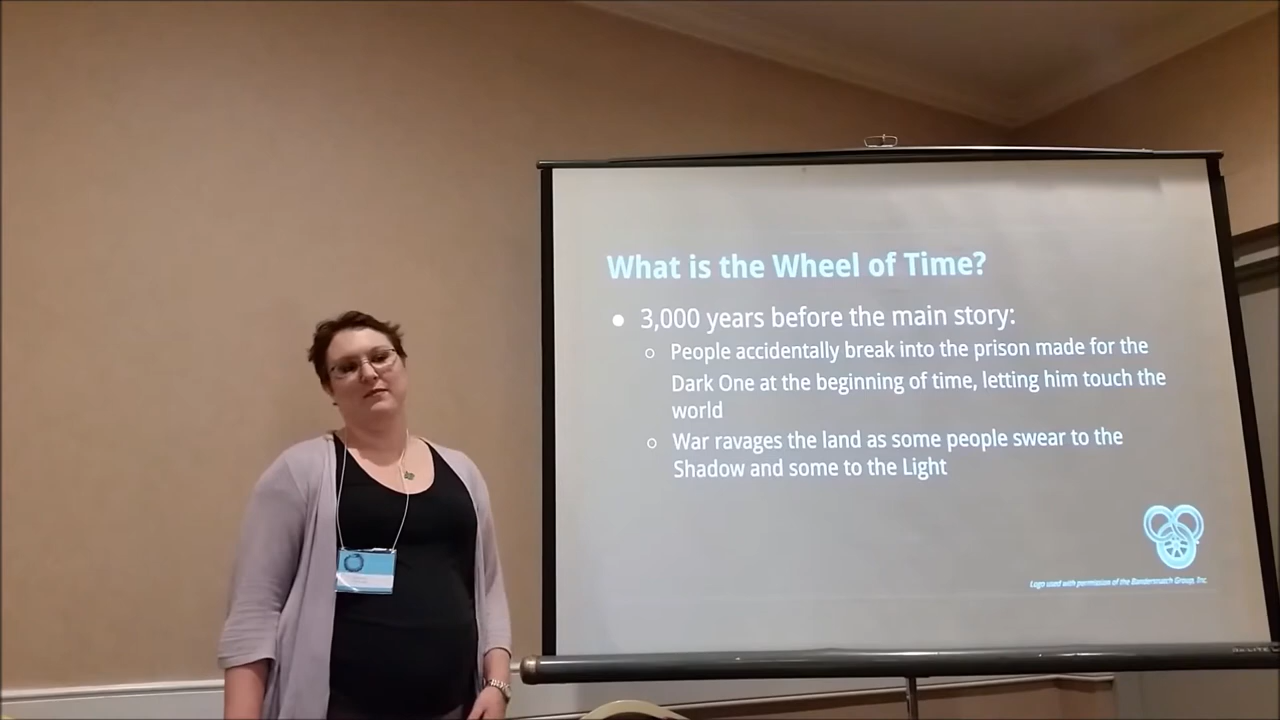 What is the Wheel of Time?
● 3,000 years before the main story:
○ People accidentally break into the prison made for the
Dark One at the beginning of time, letting him touch the
world
○ War ravages the land as some people swear to the
Shadow and some to the Light
Logo used with permission of the Bandersnatch Group, Inc.